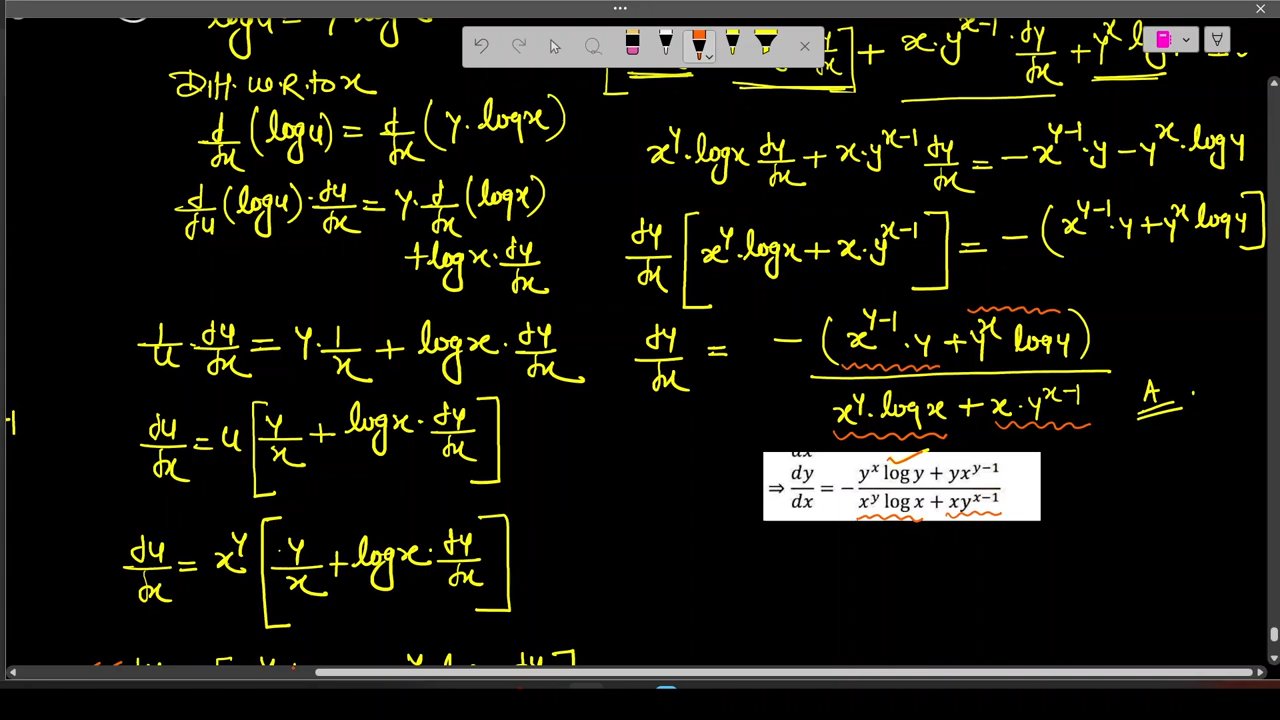 Diff. w.R.to x
d/dx (log u) = d/dx (y · log x)
d/du (log u) · du/dx = y · d/dx (log x)
+ log x · dy/dx
1/u · du/dx = y · 1/x + log x · dy/dx
du/dx = u [ y/x + log x · dy/dx ]
du/dx = x^y [ · y/x + log x · dy/dx ]
+ x · y^(x-1) · dy/dx + y^x log
x^y · log x dy/dx + x · y^(x-1) dy/dx = - x^(y-1) · y - y^x · log y
dy/dx [ x^y · log x + x · y^(x-1) ] = - ( x^(y-1) · y + y^x log y ]
dy/dx = - ( x^(y-1) · y + y^x log y ) / x^y · log x + x · y^(x-1) A
⇒ dy/dx = - (y^x log y + yx^(y-1)) / (x^y log x + xy^(x-1))